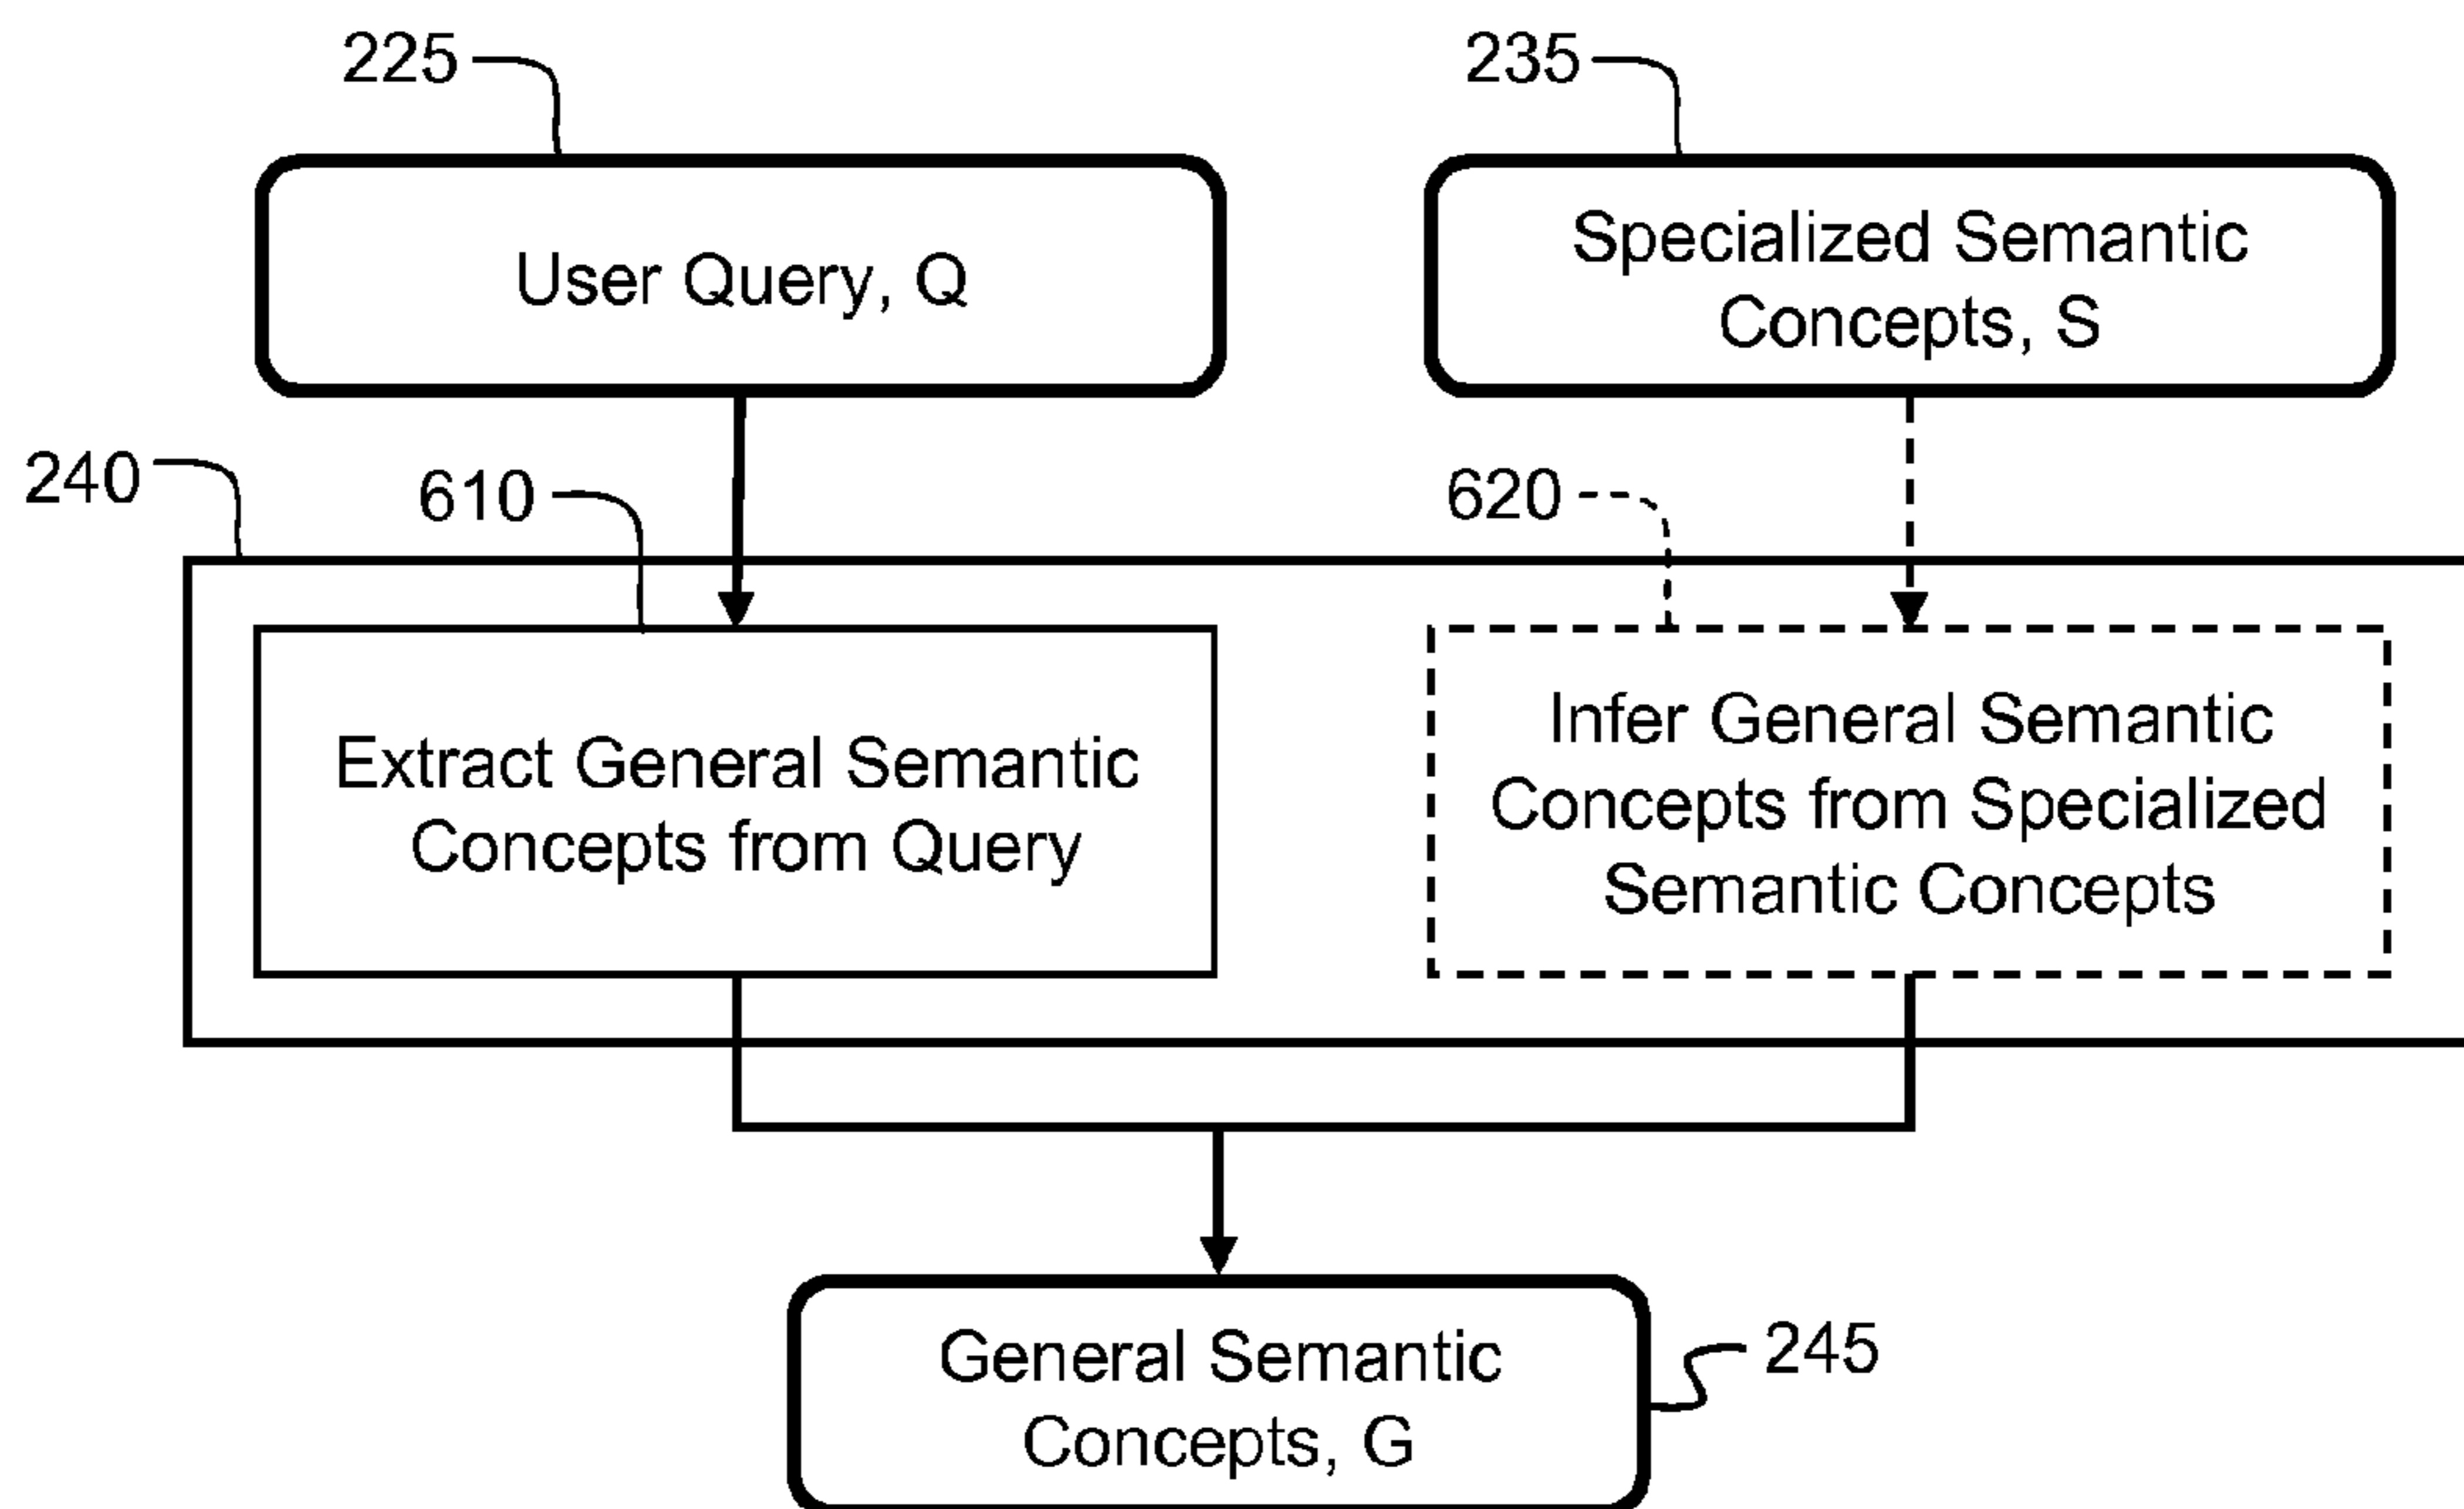 225
235
User Query, Q
Specialized Semantic
Concepts, S
240
610
620
Extract General Semantic
Concepts from Query
Infer General Semantic
Concepts from Specialized
Semantic Concepts
General Semantic
Concepts, G
245